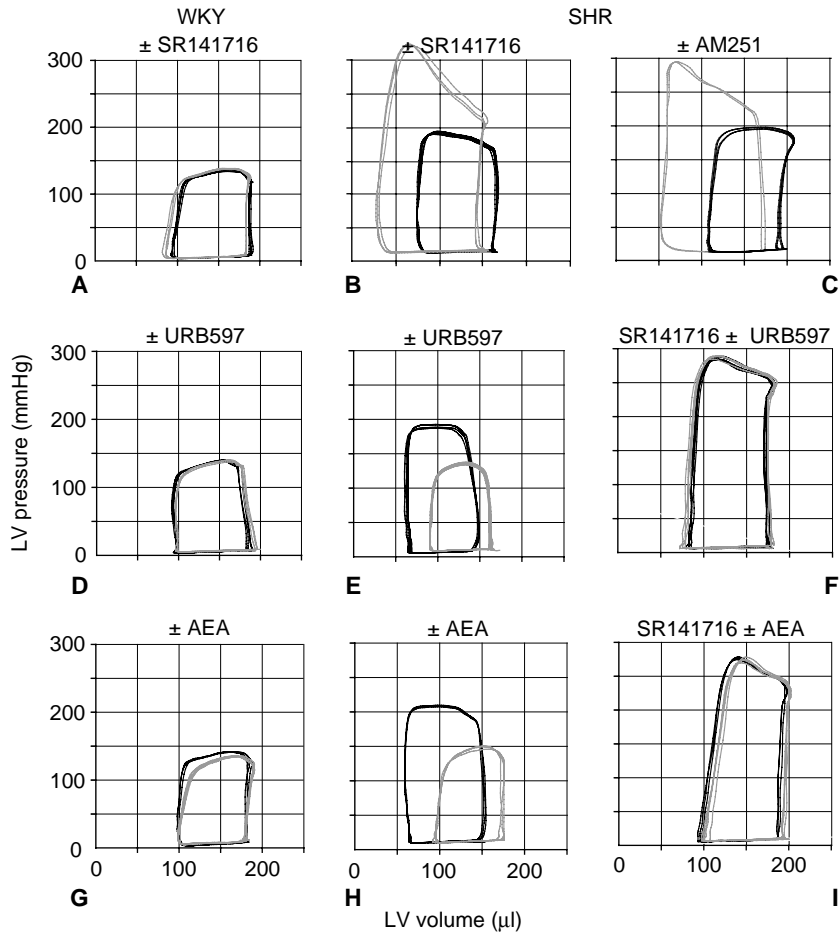 WKY SHR
± SR141716 ± SR141716 ± AM251
300
200
100
0
A B C
± URB597 ± URB597 SR141716 ± URB597
300
200
100
0
D E F
± AEA ± AEA SR141716 ± AEA
300
200
100
0
0 100 200 0 100 200 0 100 200
G H I
LV pressure (mmHg)
LV volume (μl)